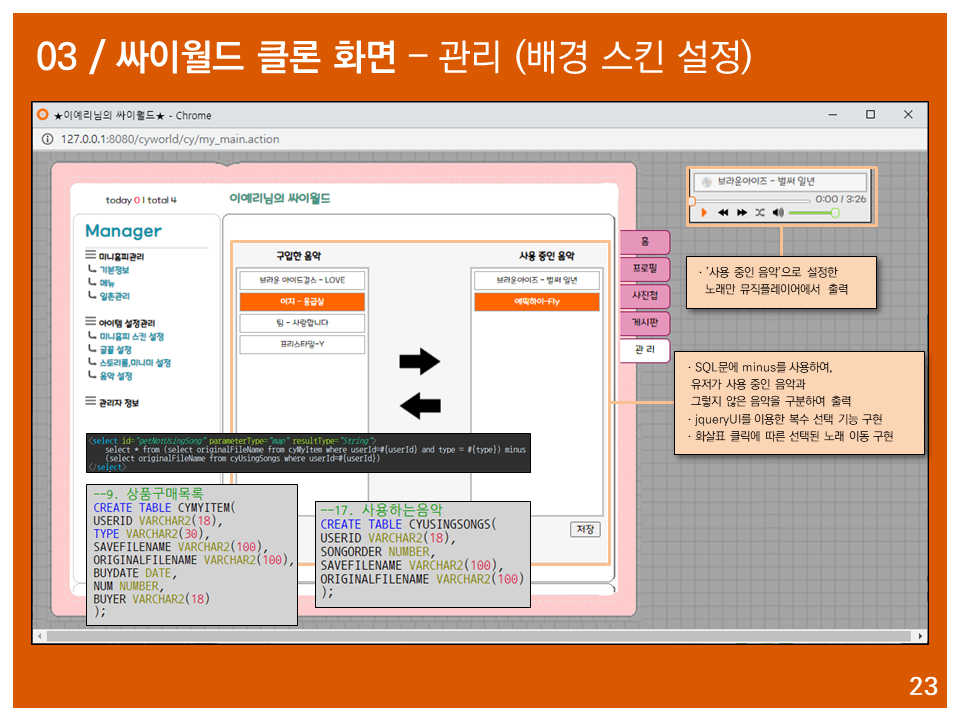 03 / 싸이월드 클론 화면 – 관리 (배경 스킨 설정)
★이예리님의 싸이월드★ - Chrome
127.0.0.1:8080/cyworld/cy/my_main.action
today 0 l total 4
이예리님의 싸이월드
Manager
미니홈피관리
기본정보
메뉴
일촌관리
아이템 설정관리
미니홈피 스킨 설정
글꼴 설정
스토리룸,미니미 설정
음악 설정
관리자 정보
구입한 음악
브라운 아이드걸스 - LOVE
이지 - 응급실
팀 - 사랑합니다
프리스타일-Y
사용 중인 음악
브라운아이즈 - 벌써 일년
에픽하이-Fly
저장
홈
프로필
사진첩
게시판
관 리
브라운아이즈 - 벌써 일년
0:00 / 3:26
· '사용 중인 음악'으로 설정한
노래만 뮤직플레이어에서 출력
· SQL문에 minus를 사용하여,
유저가 사용 중인 음악과
그렇지 않은 음악을 구분하여 출력
· jqueryUI를 이용한 복수 선택 기능 구현
· 화살표 클릭에 따른 선택된 노래 이동 구현
<select id="getNotUsingSong" parameterType="map" resultType="String">
select * from (select originalFileName from cyMyItem where userId=#{userId} and type = #{type}) minus
(select originalFileName from cyUsingSongs where userId=#{userId})
</select>
--9. 상품구매목록
CREATE TABLE CYMYITEM(
USERID VARCHAR2(18),
TYPE VARCHAR2(30),
SAVEFILENAME VARCHAR2(100),
ORIGINALFILENAME VARCHAR2(100),
BUYDATE DATE,
NUM NUMBER,
BUYER VARCHAR2(18)
);
--17. 사용하는음악
CREATE TABLE CYUSINGSONGS(
USERID VARCHAR2(18),
SONGORDER NUMBER,
SAVEFILENAME VARCHAR2(100),
ORIGINALFILENAME VARCHAR2(100)
);
23